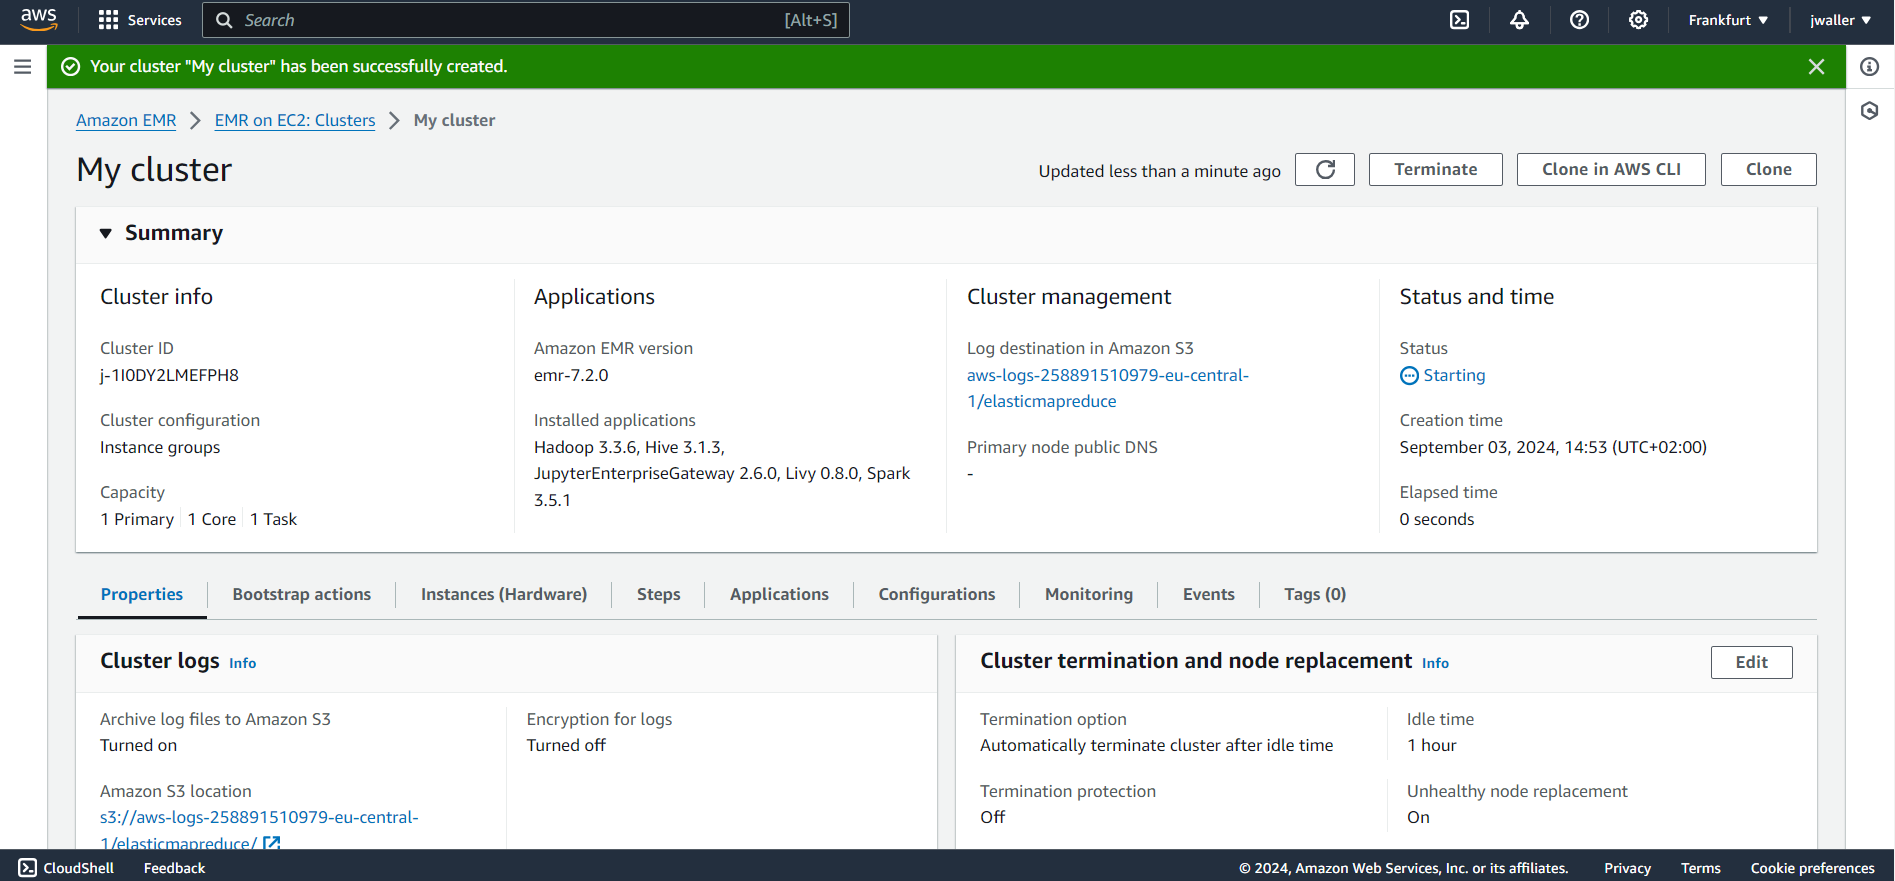 aws Services Search [Alt+S] Frankfurt ▼ jwaller ▼
Your cluster "My cluster" has been successfully created.
Amazon EMR > EMR on EC2: Clusters > My cluster
My cluster
Updated less than a minute ago Terminate Clone in AWS CLI Clone
Summary
Cluster info
Cluster ID
j-1I0DY2LMEFPH8
Cluster configuration
Instance groups
Capacity
1 Primary 1 Core 1 Task
Applications
Amazon EMR version
emr-7.2.0
Installed applications
Hadoop 3.3.6, Hive 3.1.3,
JupyterEnterpriseGateway 2.6.0, Livy 0.8.0, Spark
3.5.1
Cluster management
Log destination in Amazon S3
aws-logs-258891510979-eu-central-
1/elasticmapreduce
Primary node public DNS
-
Status and time
Status
Starting
Creation time
September 03, 2024, 14:53 (UTC+02:00)
Elapsed time
0 seconds
Properties Bootstrap actions Instances (Hardware) Steps Applications Configurations Monitoring Events Tags (0)
Cluster logs Info
Archive log files to Amazon S3
Turned on
Amazon S3 location
s3://aws-logs-258891510979-eu-central-
1/elasticmapreduce/
Encryption for logs
Turned off
Cluster termination and node replacement Info Edit
Termination option
Automatically terminate cluster after idle time
Termination protection
Off
Idle time
1 hour
Unhealthy node replacement
On
CloudShell Feedback © 2024, Amazon Web Services, Inc. or its affiliates. Privacy Terms Cookie preferences